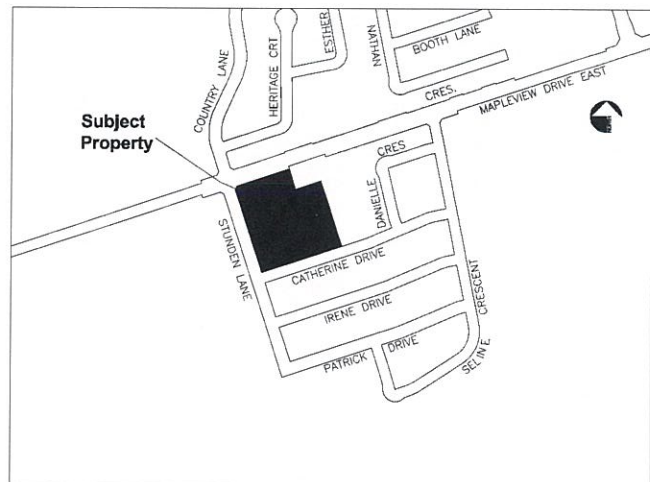 COUNTRY LANE
HERITAGE CRT
ESTHER
NATHAN
BOOTH LANE
CRES.
MAPLEVIEW DRIVE EAST
Subject
Property
CRES
DANIELLE
STUNDEN LANE
CATHERINE DRIVE
IRENE DRIVE
PATRICK DRIVE
SELINE
CRESCENT